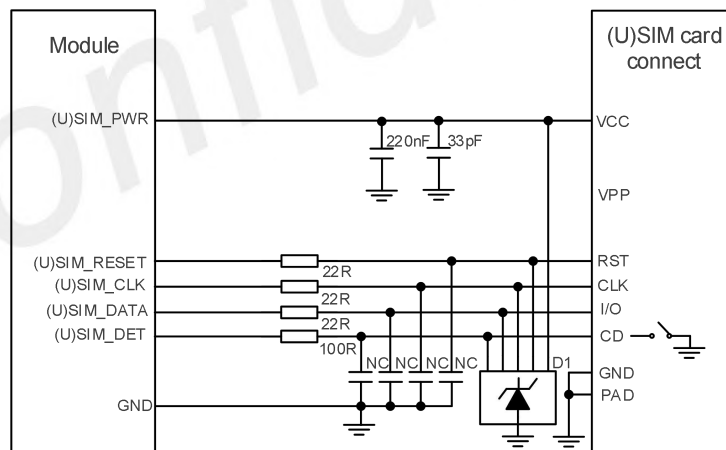 Module
(U)SIM card
connect
(U)SIM_PWR
VCC
220nF
33pF
VPP
(U)SIM_RESET
22R
RST
(U)SIM_CLK
22R
CLK
(U)SIM_DATA
22R
I/O
(U)SIM_DET
100R
CD
NC
NC
NC
NC
D1
GND
PAD
GND